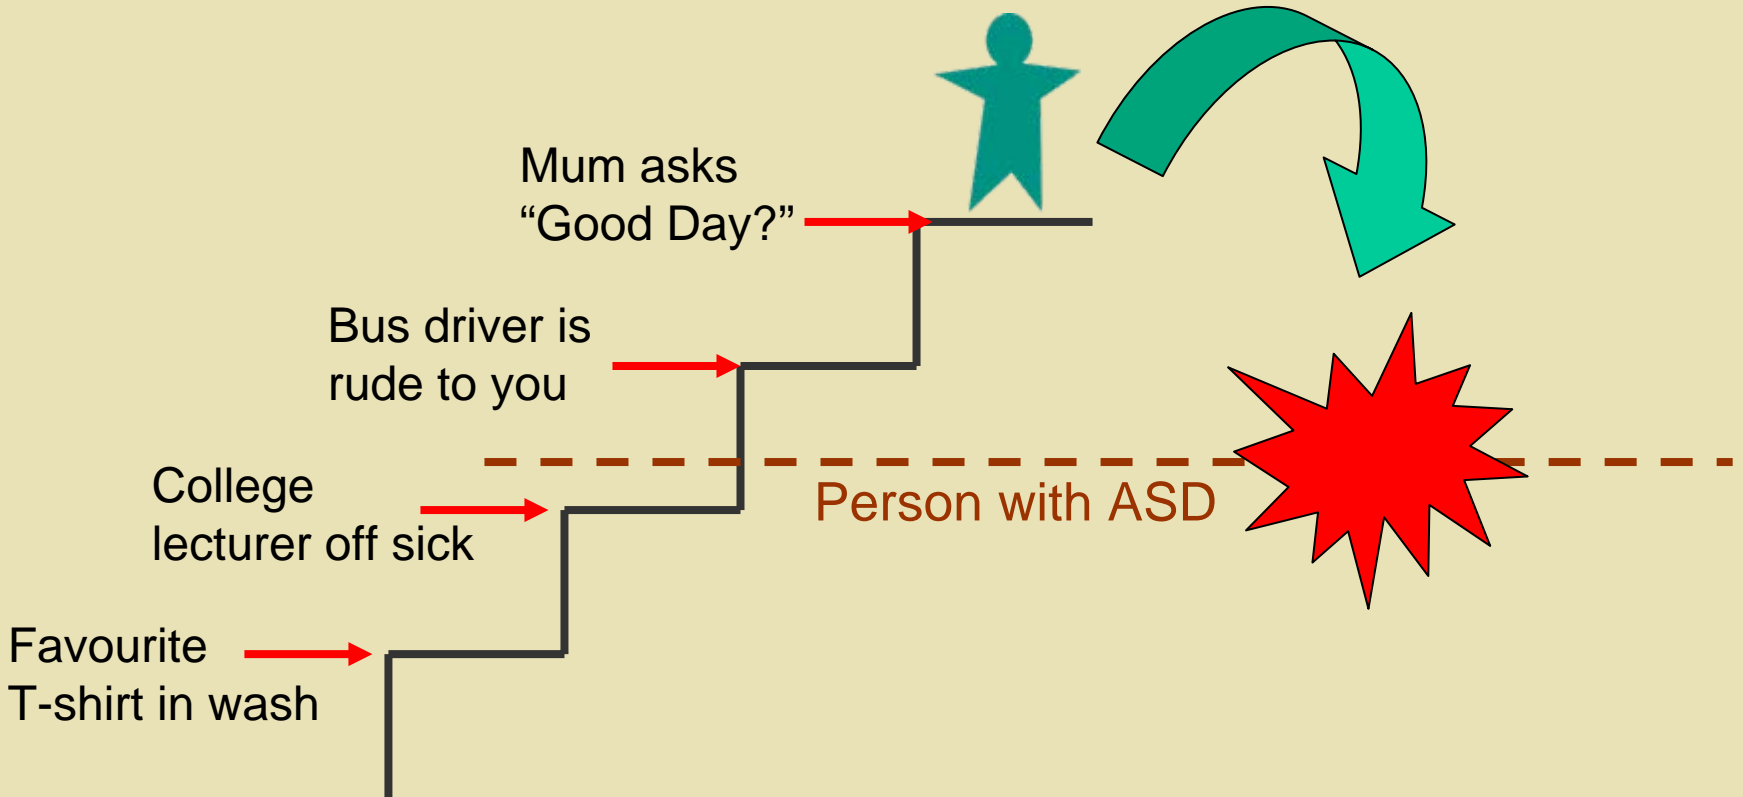 Mum asks
“Good Day?”
Bus driver is
rude to you
College
lecturer off sick
Person with ASD
Favourite
T-shirt in wash